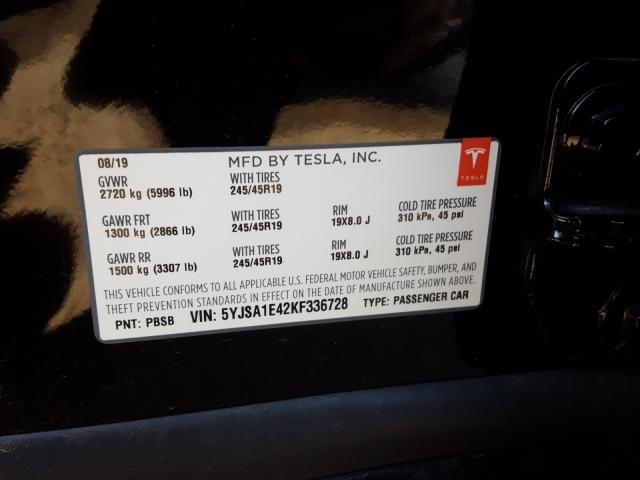 08/19 MFD BY TESLA, INC.
GVWR WITH TIRES
2720 kg (5996 lb) 245/45R19
TESLA
GAWR FRT WITH TIRES RIM COLD TIRE PRESSURE
1300 kg (2866 lb) 245/45R19 19X8.0 J 310 kPa, 45 psi
GAWR RR WITH TIRES RIM COLD TIRE PRESSURE
1500 kg (3307 lb) 245/45R19 19X8.0 J 310 kPa, 45 psi
THIS VEHICLE CONFORMS TO ALL APPLICABLE U.S. FEDERAL MOTOR VEHICLE SAFETY, BUMPER, AND
THEFT PREVENTION STANDARDS IN EFFECT ON THE DATE OF MANUFACTURE SHOWN ABOVE.
PNT: PBSB VIN: 5YJSA1E42KF336728 TYPE: PASSENGER CAR